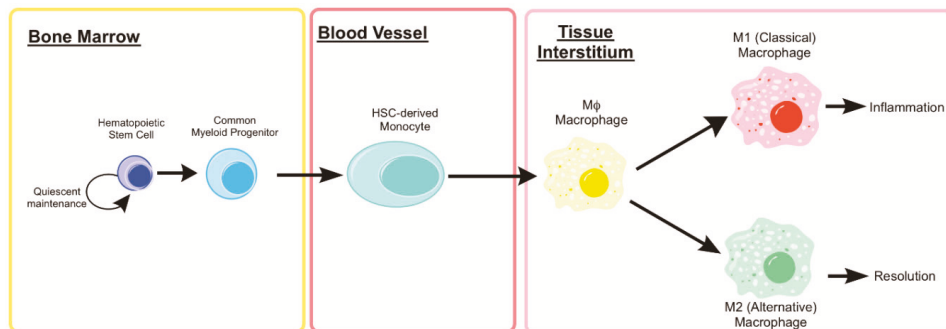 Bone Marrow
Hematopoietic
Stem Cell
Common
Myeloid Progenitor
Quiescent
maintenance
Blood Vessel
HSC-derived
Monocyte
Tissue
Interstitium
Mϕ
Macrophage
M1 (Classical)
Macrophage
Inflammation
M2 (Alternative)
Macrophage
Resolution